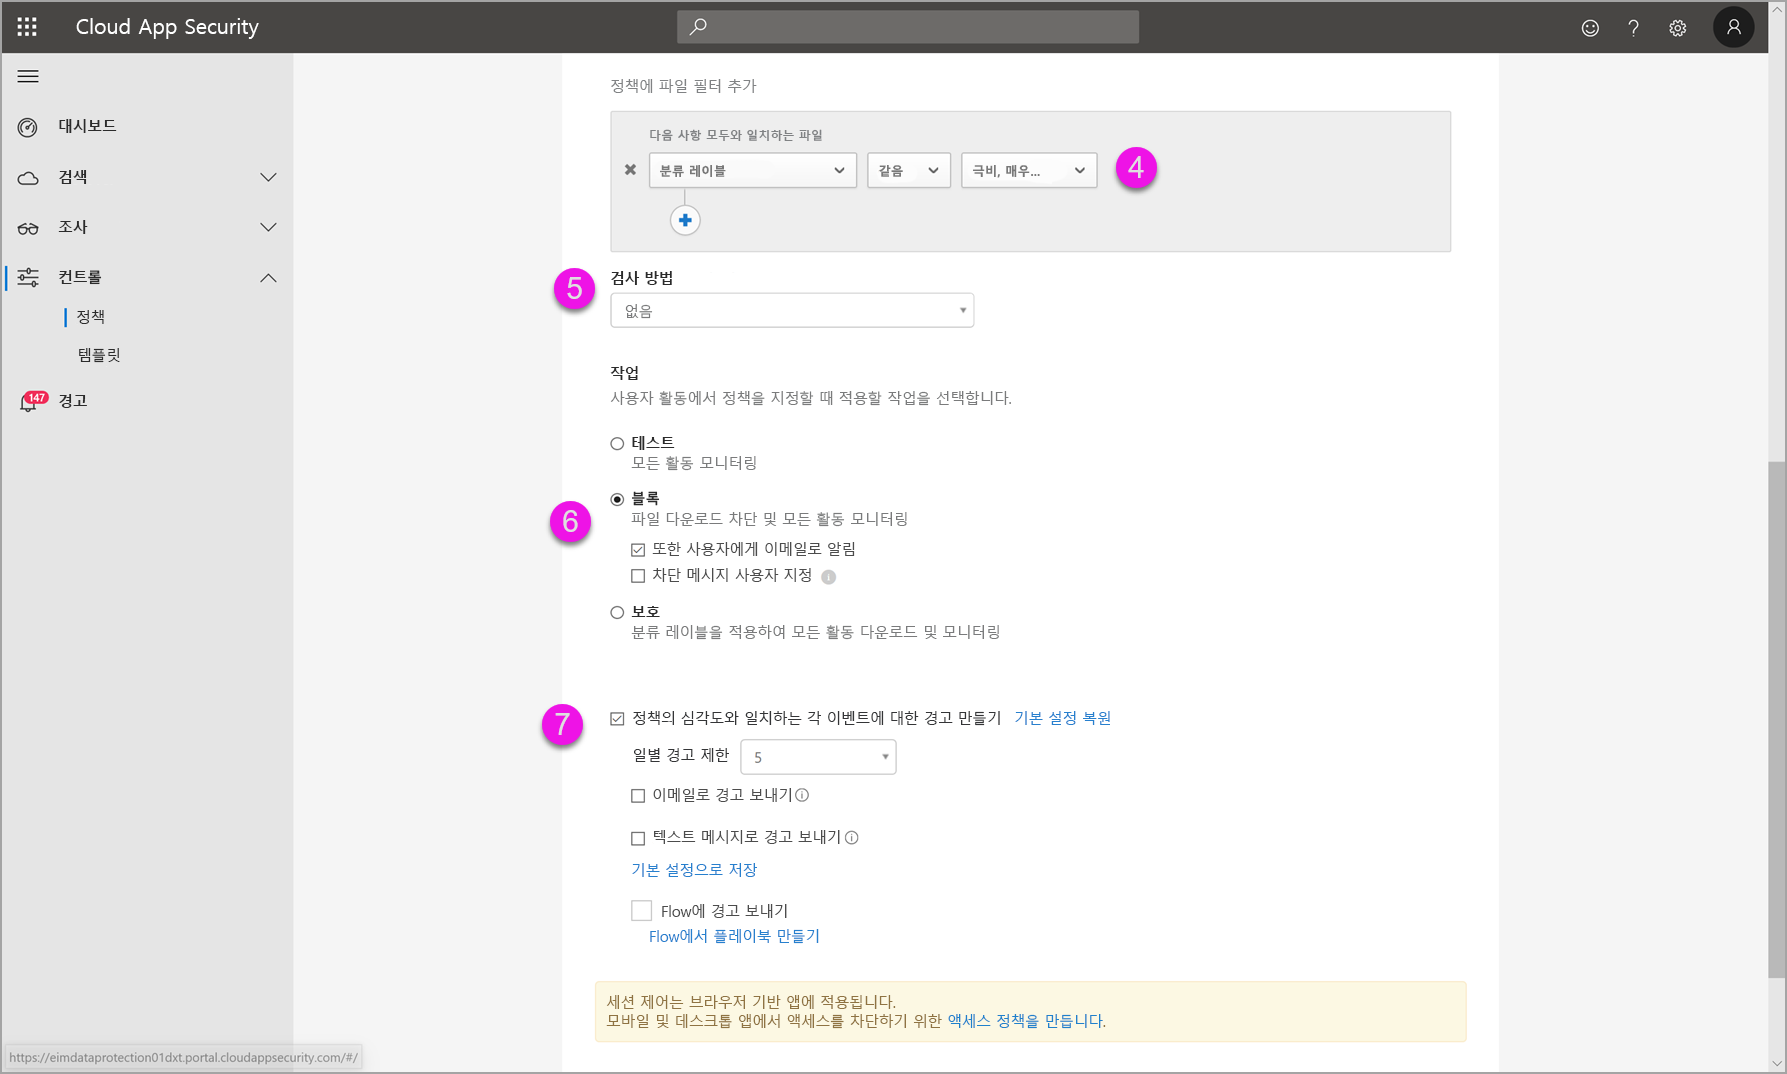 Cloud App Security
대시보드
검색
조사
컨트롤
정책
템플릿
147
경고
정책에 파일 필터 추가
다음 사항 모두와 일치하는 파일
분류 레이블
같음
극비, 매우...
4
5
검사 방법
없음
작업
사용자 활동에서 정책을 지정할 때 적용할 작업을 선택합니다.
테스트
모든 활동 모니터링
6
블록
파일 다운로드 차단 및 모든 활동 모니터링
또한 사용자에게 이메일로 알림
차단 메시지 사용자 지정
보호
분류 레이블을 적용하여 모든 활동 다운로드 및 모니터링
7
정책의 심각도와 일치하는 각 이벤트에 대한 경고 만들기 기본 설정 복원
일별 경고 제한 5
이메일로 경고 보내기
텍스트 메시지로 경고 보내기
기본 설정으로 저장
Flow에 경고 보내기
Flow에서 플레이북 만들기
세션 제어는 브라우저 기반 앱에 적용됩니다.
모바일 및 데스크톱 앱에서 액세스를 차단하기 위한 액세스 정책을 만듭니다.
https://eimdataprotection01dxt.portal.cloudappsecurity.com/#/